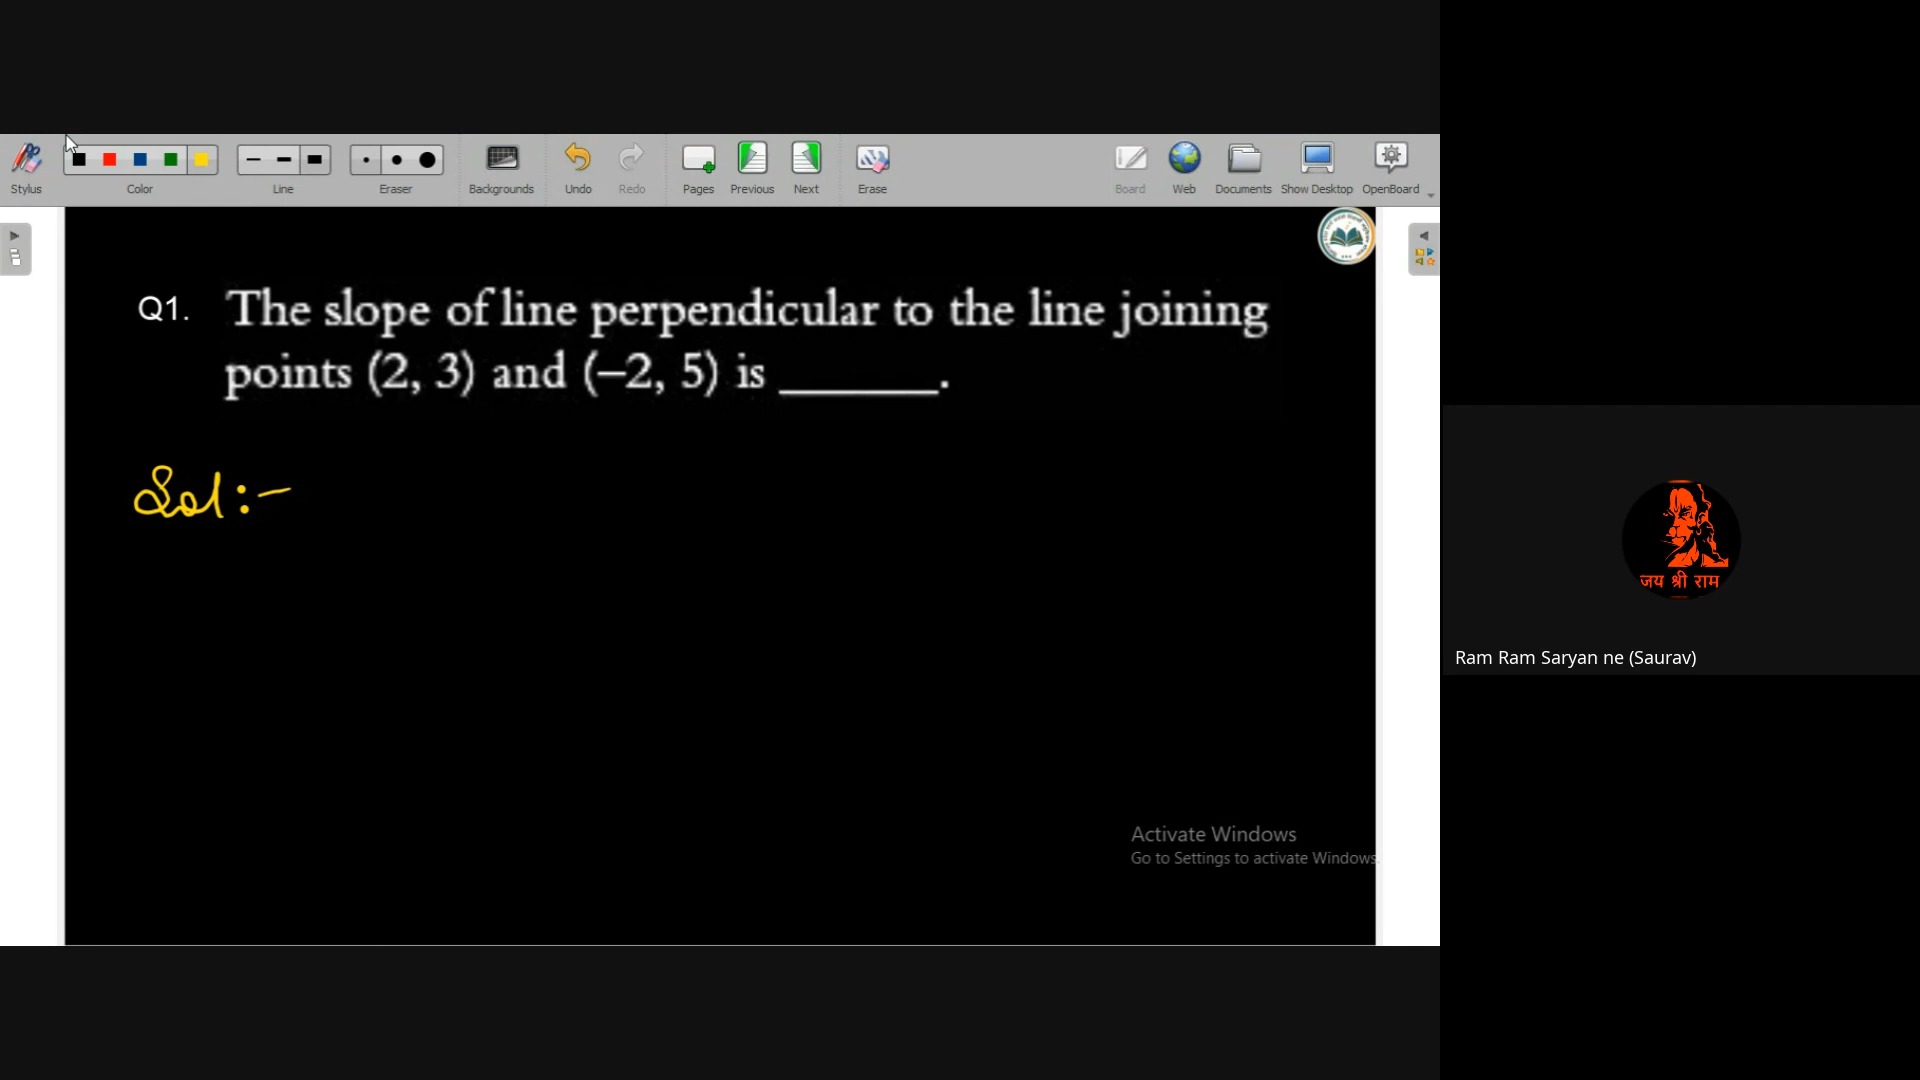 Stylus
Color
Line
Eraser
Backgrounds
Undo
Redo
Pages
Previous
Next
Erase
Board
Web
Documents
Show Desktop
OpenBoard
Q1. The slope of line perpendicular to the line joining
points (2, 3) and (–2, 5) is ______.
Sol :-
Activate Windows
Go to Settings to activate Windows.
जय श्री राम
Ram Ram Saryan ne (Saurav)